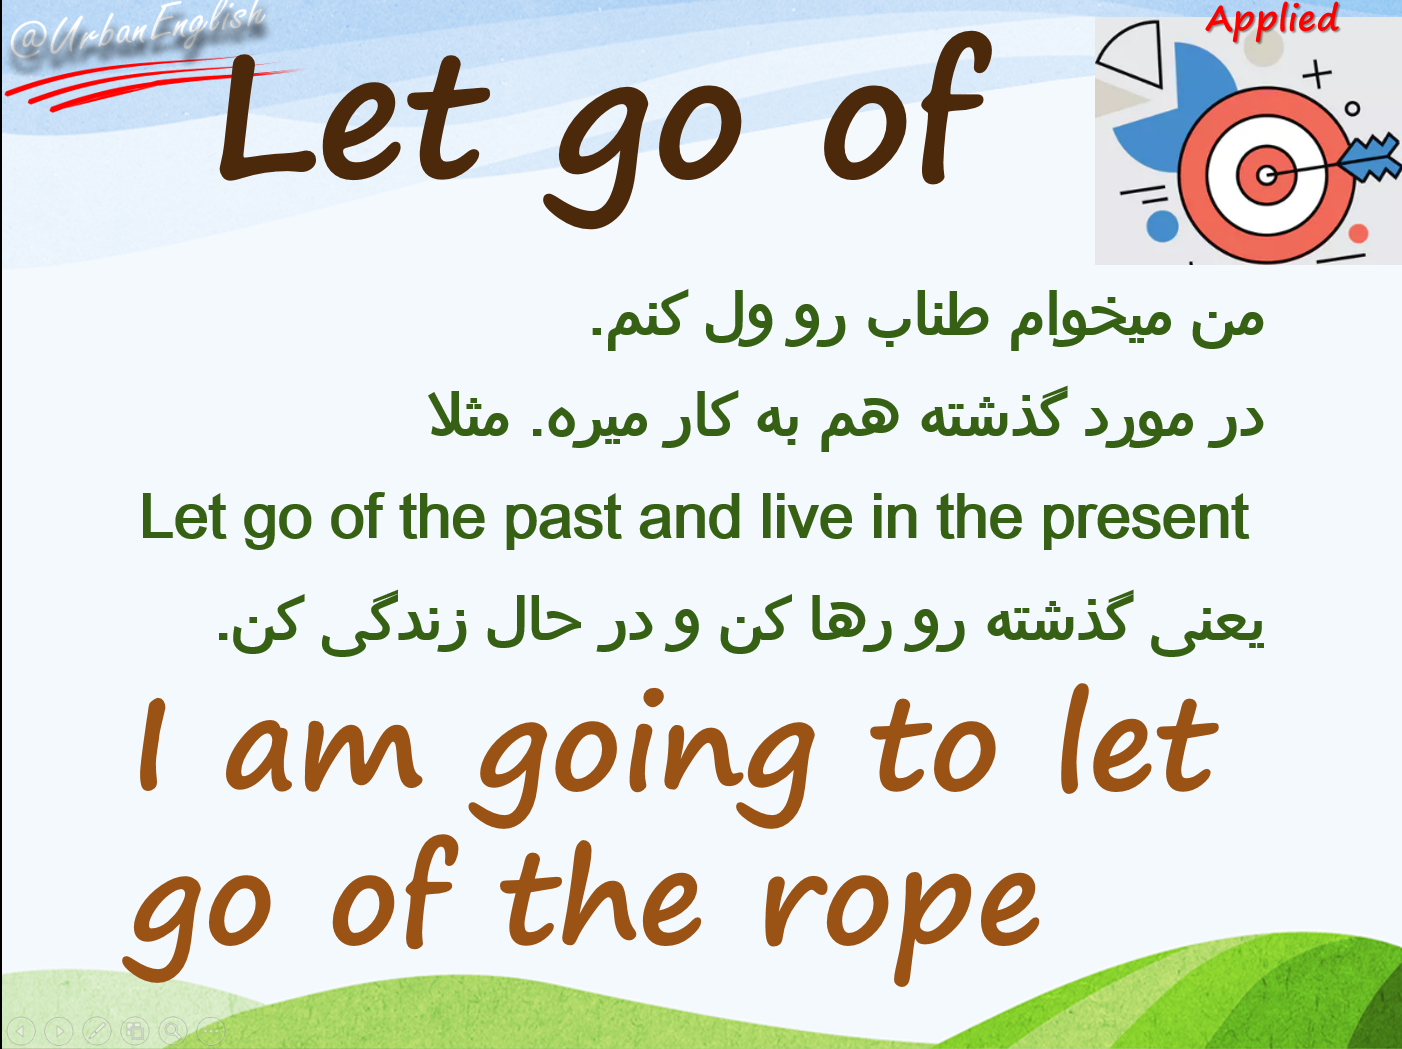 @UrbanEnglish
Applied
Let go of
من میخوام طناب رو ول کنم.
در مورد گذشته هم به کار میره. مثلا
Let go of the past and live in the present
یعنی گذشته رو رها کن و در حال زندگی کن.
I am going to let
go of the rope